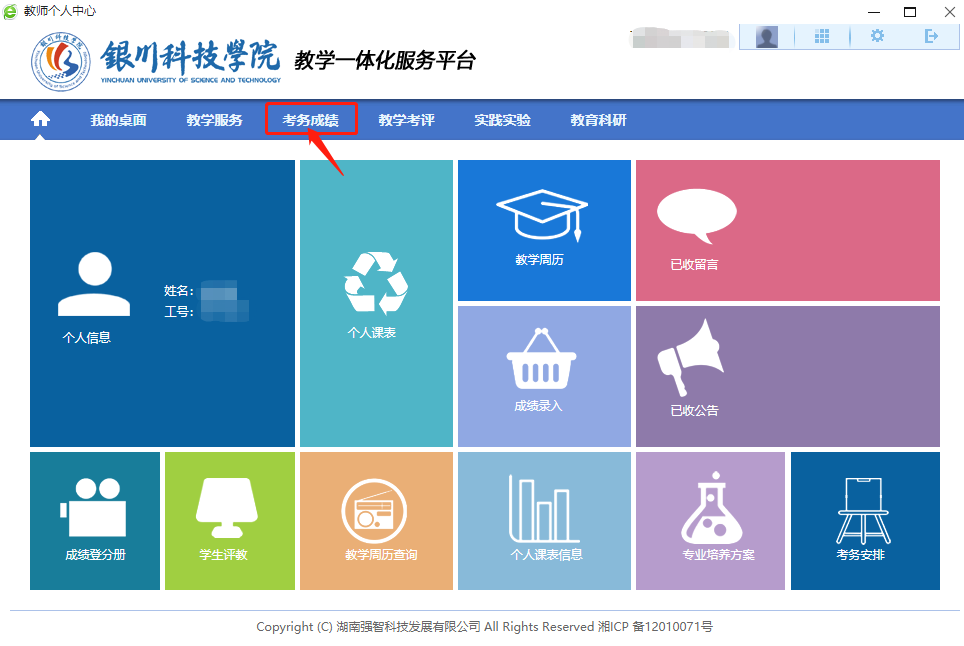 教师个人中心
銀川科技學院
YINCHUAN UNIVERSITY OF SCIENCE AND TECHNOLOGY
教学一体化服务平台
我的桌面 教学服务 考务成绩 教学考评 实践实验 教育科研
姓名：
工号：
个人信息
个人课表
教学周历
已收留言
成绩录入
已收公告
成绩登分册
学生评教
教学周历查询
个人课表信息
专业培养方案
考务安排
Copyright (C) 湖南强智科技发展有限公司 All Rights Reserved 湘ICP 备12010071号